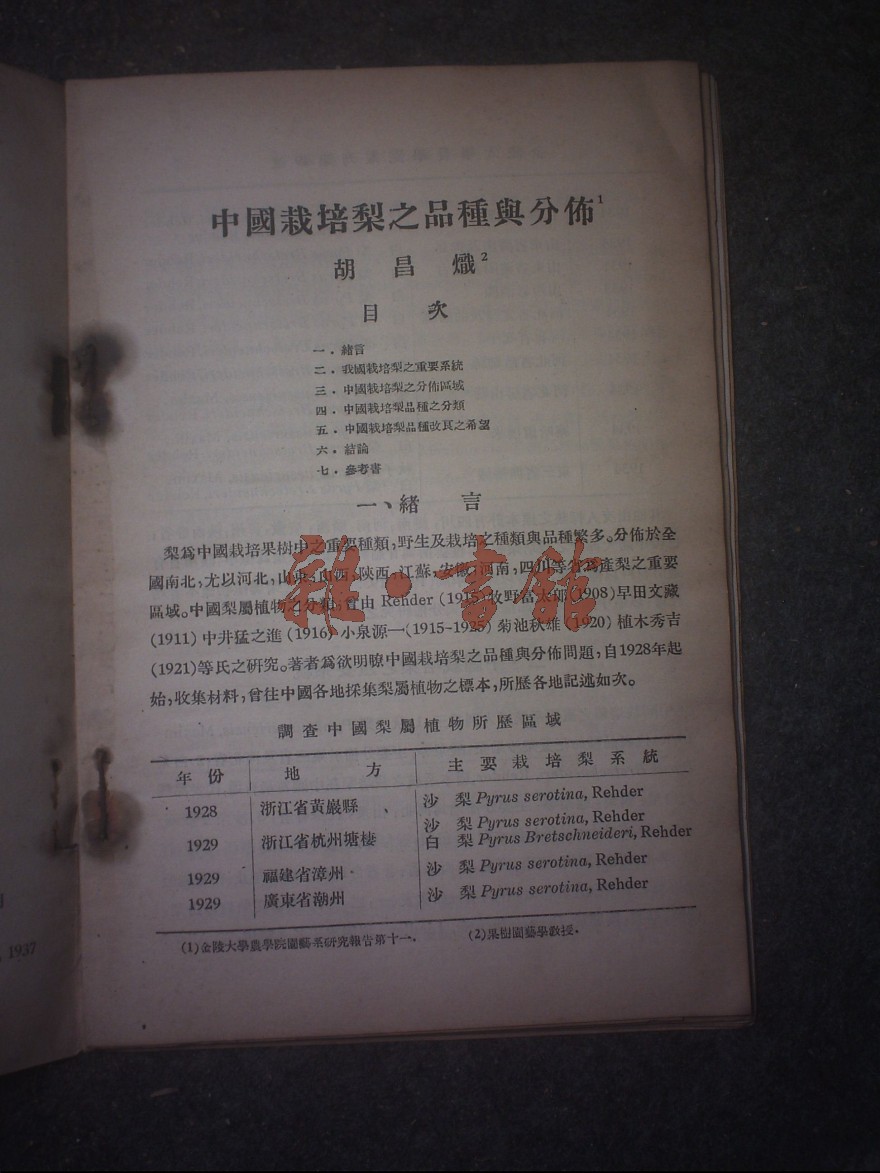 中國栽培梨之品種與分佈¹
胡昌熾²
目次
一．緒言
二．我國栽培梨之重要系統
三．中國栽培梨之分佈區域
四．中國栽培梨品種之分類
五．中國栽培梨品種改良之希望
六．結論
七．參考書
一、緒言
梨爲中國栽培果樹中之重要種類，野生及栽培之種類與品種繁多。分佈於全
國南北，尤以河北，山東，山西，陝西，江蘇，安徽，河南，四川等省爲產梨之重要
區域。中國梨屬植物之分類，曾由 Rehder (1915) 牧野富太郎 (1908) 早田文藏
(1911) 中井猛之進 (1916) 小泉源一 (1915-1925) 菊池秋雄 (1920) 植木秀吉
(1921) 等氏之研究。著者爲欲明瞭中國栽培梨之品種與分佈問題，自1928年起
始，收集材料，曾往中國各地採集梨屬植物之標本，所歷各地記述如次。
調查中國梨屬植物所歷區域
年份 地方 主要栽培梨系統
1928 浙江省黃巖縣、 沙梨 Pyrus serotina, Rehder
沙梨 Pyrus serotina, Rehder
1929 浙江省杭州塘棲 白梨 Pyrus Bretschneideri, Rehder
1929 福建省漳州 沙梨 Pyrus serotina, Rehder
1929 廣東省潮州 沙梨 Pyrus serotina, Rehder
(1)金陵大學農學院園藝系研究報告第十一． (2)果樹園藝學教授．
1937
雜·書館